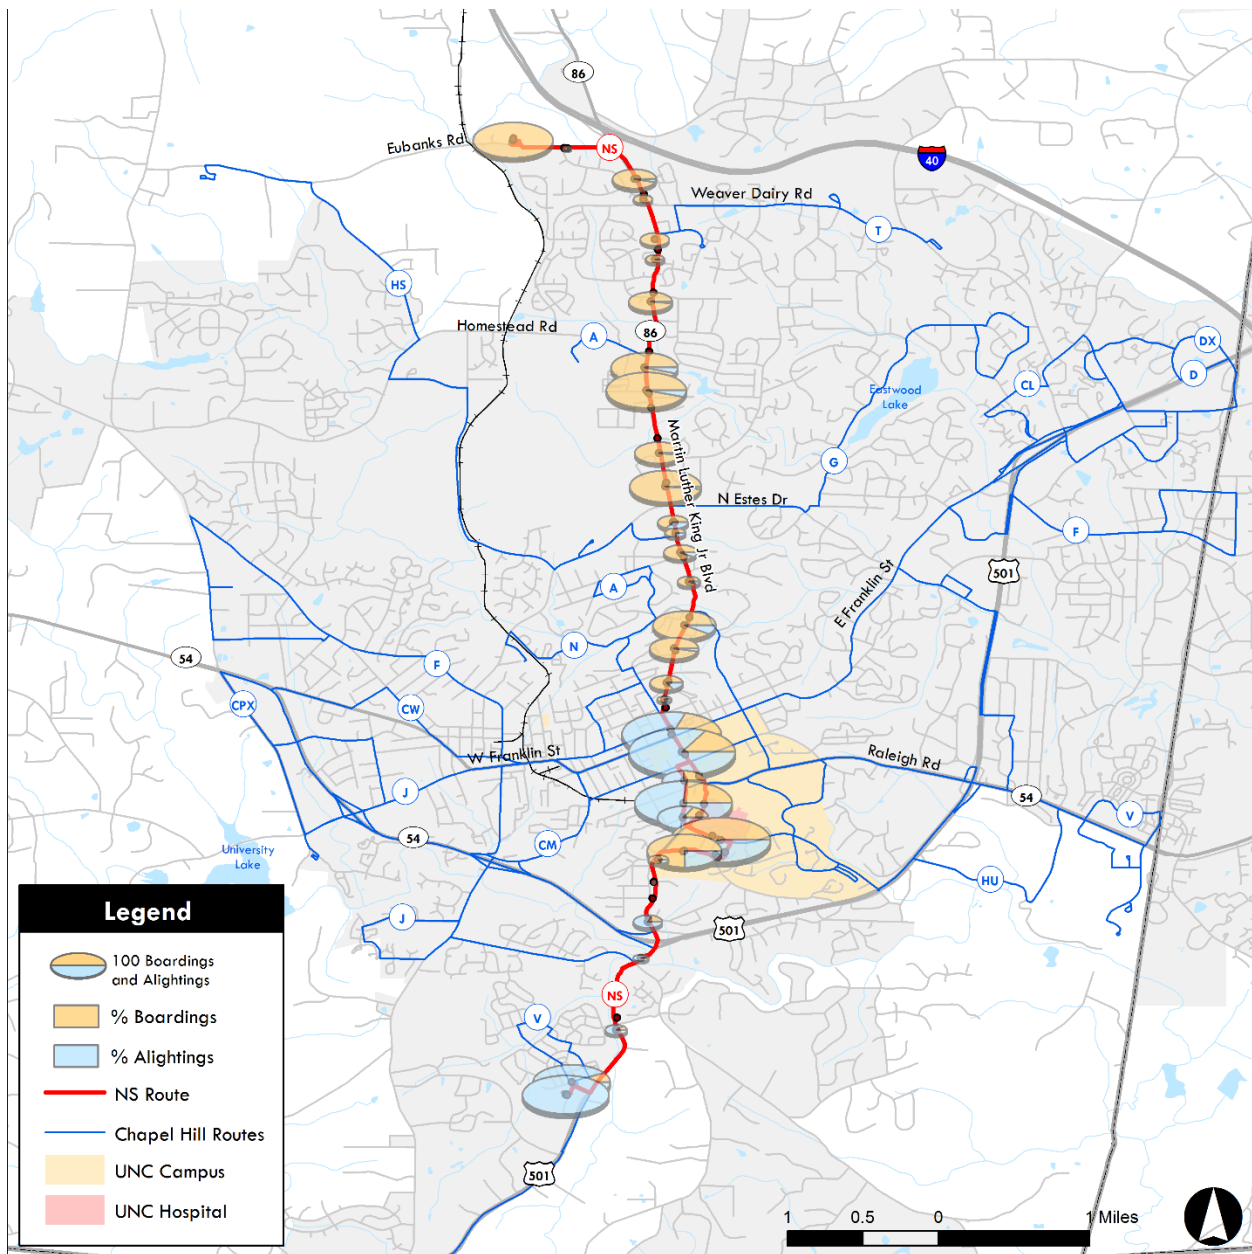 86
Eubanks Rd
NS
40
Weaver Dairy Rd
T
HS
Homestead Rd
A
86
DX
D
CL
Eastwood
Lake
Martin Luther King Jr Blvd
G
N Estes Dr
F
E Franklin St
501
A
N
54
F
CPX
CW
W Franklin St
Raleigh Rd
J
54
54
V
CM
University
Lake
HU
J
501
NS
V
501
Legend
100 Boardings
and Alightings
% Boardings
% Alightings
NS Route
Chapel Hill Routes
UNC Campus
UNC Hospital
1 0.5 0 1 Miles